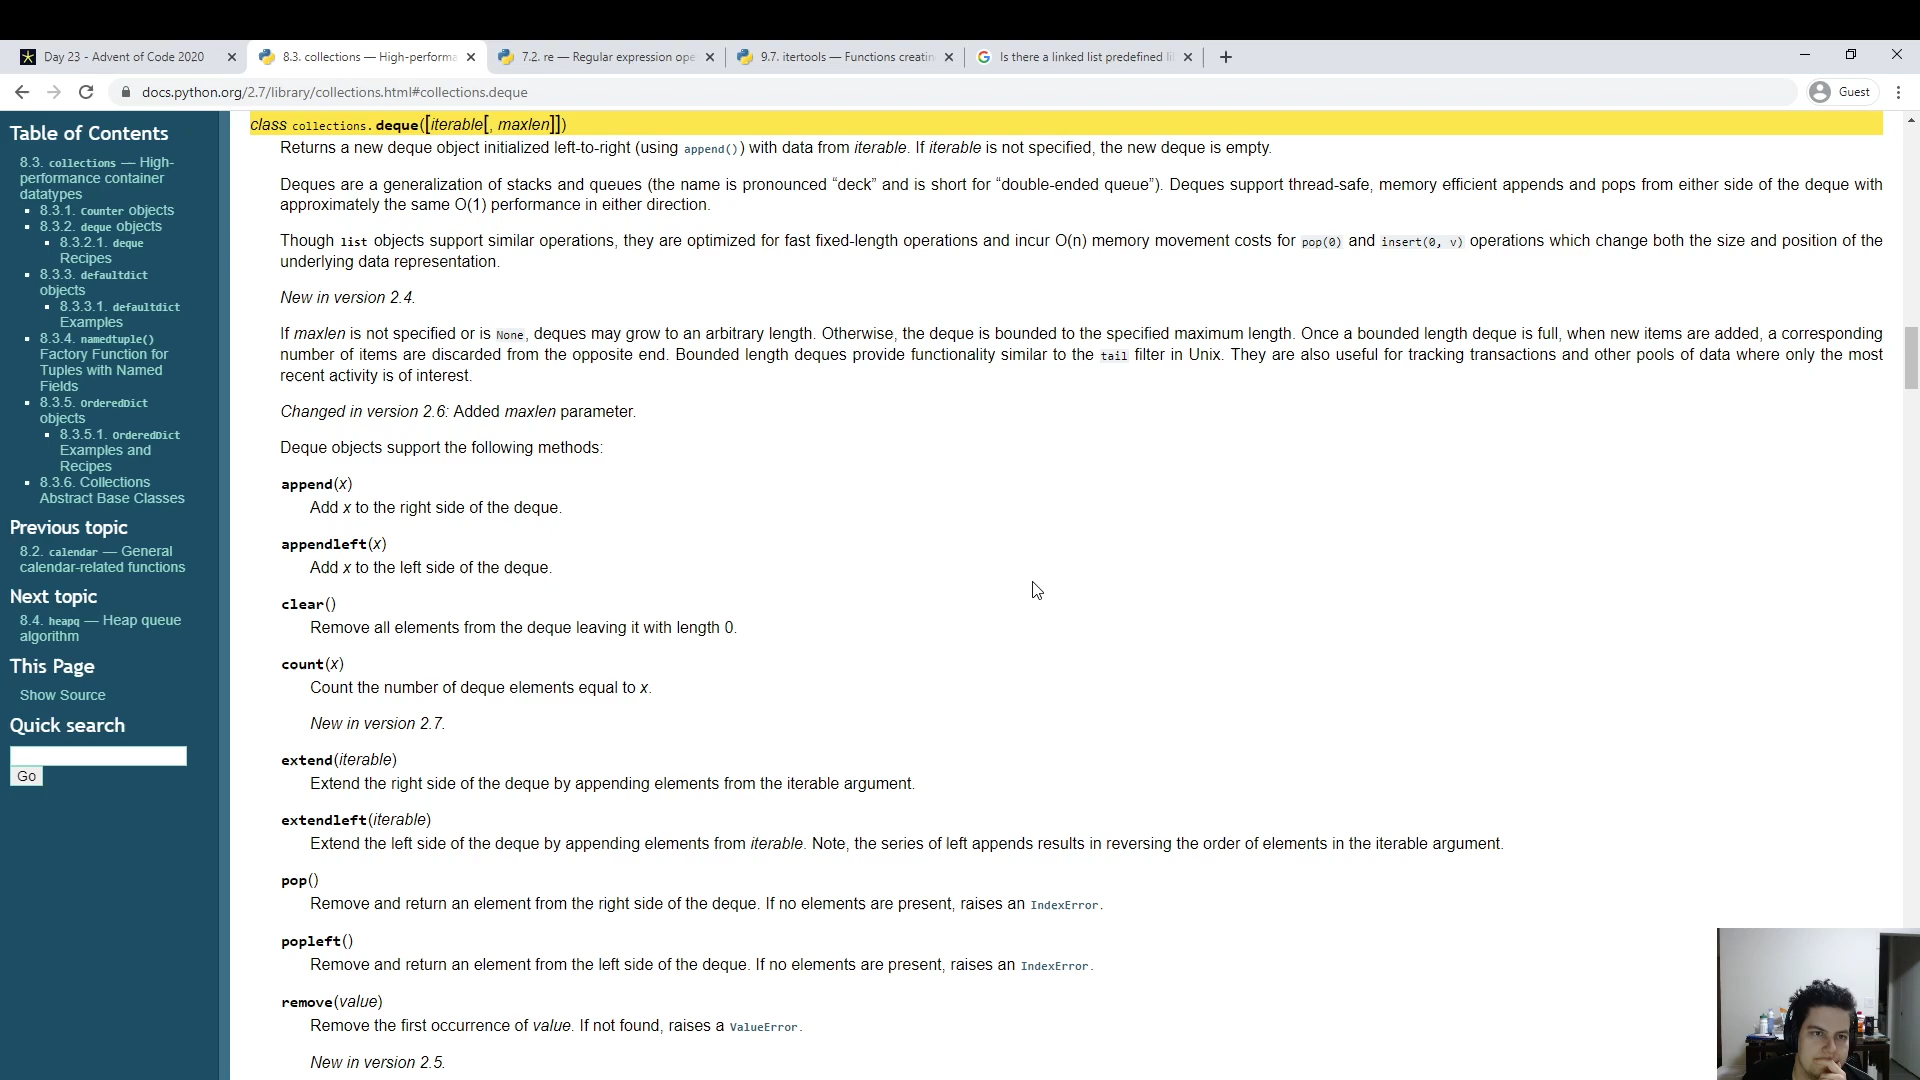 Day 23 - Advent of Code 2020
8.3. collections — High-performa
7.2. re — Regular expression ope
9.7. itertools — Functions creatin
Is there a linked list predefined li
docs.python.org/2.7/library/collections.html#collections.deque
Guest
Table of Contents
8.3. collections — High-
performance container
datatypes
8.3.1. Counter objects
8.3.2. deque objects
8.3.2.1. deque
Recipes
8.3.3. defaultdict
objects
8.3.3.1. defaultdict
Examples
8.3.4. namedtuple()
Factory Function for
Tuples with Named
Fields
8.3.5. OrderedDict
objects
8.3.5.1. OrderedDict
Examples and
Recipes
8.3.6. Collections
Abstract Base Classes
Previous topic
8.2. calendar — General
calendar-related functions
Next topic
8.4. heapq — Heap queue
algorithm
This Page
Show Source
Quick search
Go
class collections.deque([iterable[, maxlen]])
Returns a new deque object initialized left-to-right (using append()) with data from iterable. If iterable is not specified, the new deque is empty.
Deques are a generalization of stacks and queues (the name is pronounced “deck” and is short for “double-ended queue”). Deques support thread-safe, memory efficient appends and pops from either side of the deque with
approximately the same O(1) performance in either direction.
Though list objects support similar operations, they are optimized for fast fixed-length operations and incur O(n) memory movement costs for pop(0) and insert(0, v) operations which change both the size and position of the
underlying data representation.
New in version 2.4.
If maxlen is not specified or is None, deques may grow to an arbitrary length. Otherwise, the deque is bounded to the specified maximum length. Once a bounded length deque is full, when new items are added, a corresponding
number of items are discarded from the opposite end. Bounded length deques provide functionality similar to the tail filter in Unix. They are also useful for tracking transactions and other pools of data where only the most
recent activity is of interest.
Changed in version 2.6: Added maxlen parameter.
Deque objects support the following methods:
append(x)
Add x to the right side of the deque.
appendleft(x)
Add x to the left side of the deque.
clear()
Remove all elements from the deque leaving it with length 0.
count(x)
Count the number of deque elements equal to x.
New in version 2.7.
extend(iterable)
Extend the right side of the deque by appending elements from the iterable argument.
extendleft(iterable)
Extend the left side of the deque by appending elements from iterable. Note, the series of left appends results in reversing the order of elements in the iterable argument.
pop()
Remove and return an element from the right side of the deque. If no elements are present, raises an IndexError.
popleft()
Remove and return an element from the left side of the deque. If no elements are present, raises an IndexError.
remove(value)
Remove the first occurrence of value. If not found, raises a ValueError.
New in version 2.5.